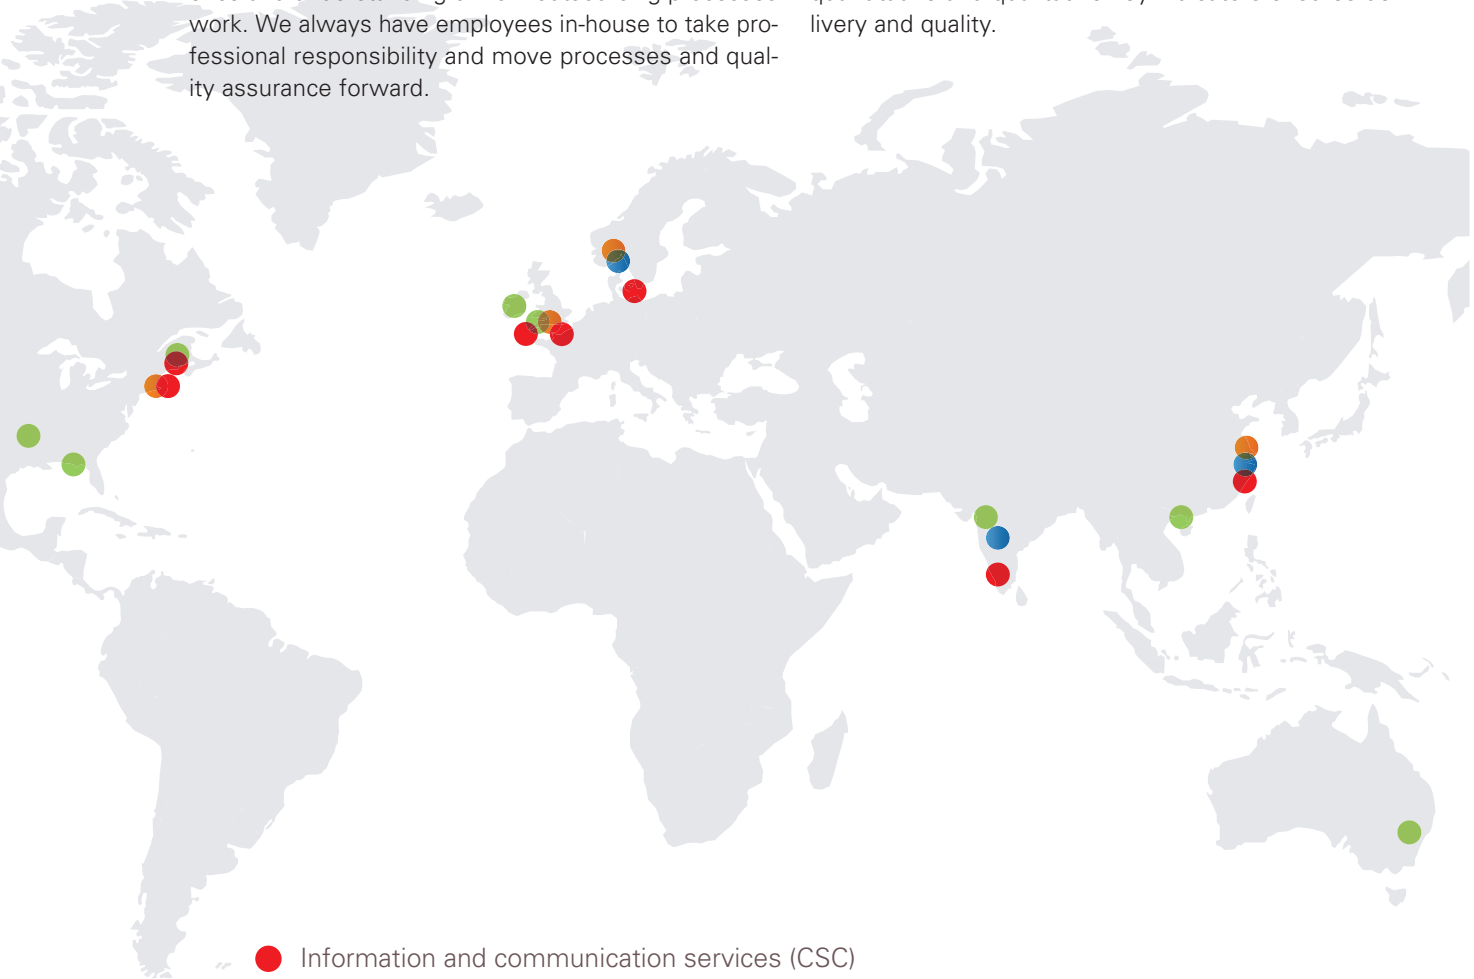 work. We always have employees in-house to take pro-
fessional responsibility and move processes and qual-
ity assurance forward.
livery and quality.
Information and communication services (CSC)